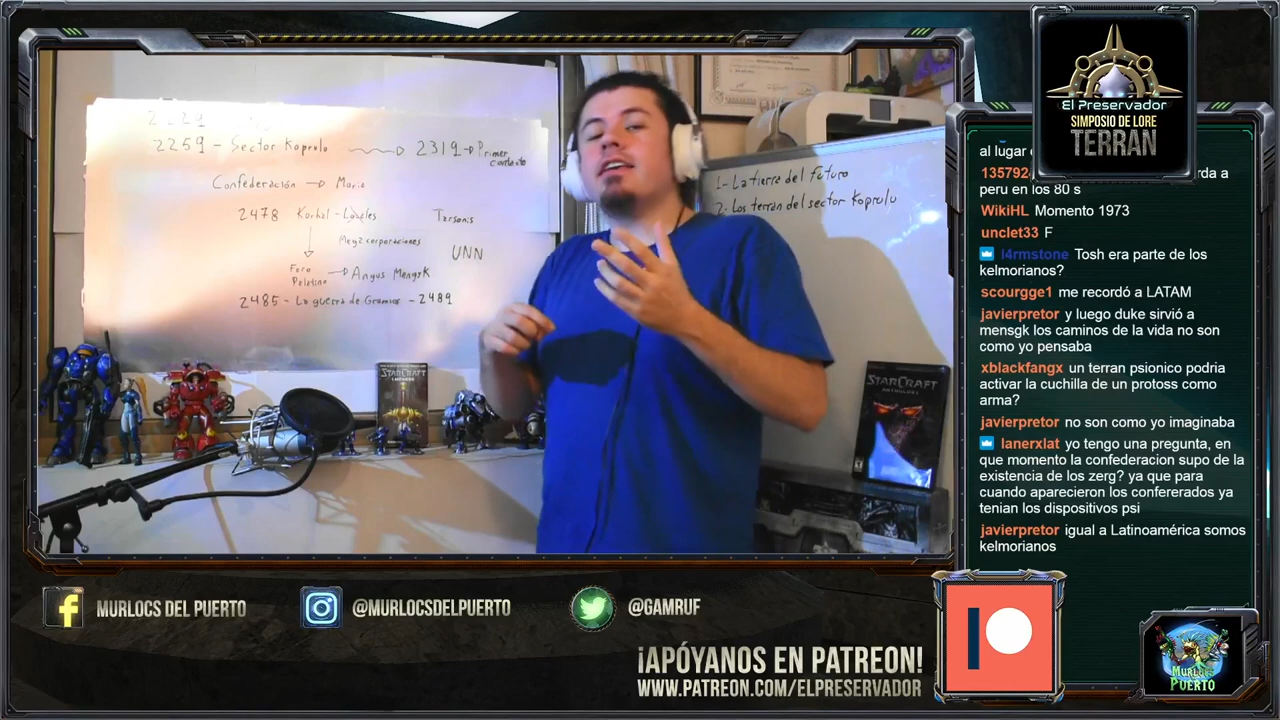 2259 - Sector Koprulo
2319 → Primer contacto
Confederación → Moria
2478 Korhal - Localles
Tarsonis
Megacorporaciones
UNN
Foro
Palatino
→ Angus Mengsk
2485 - La guerra de Gremios - 2489
1- La tierra del futuro
2- Los terran del sector Koprulu
STARCRAFT
STARCRAFT
El Preservador
SIMPOSIO DE LORE
TERRAN
al lugar
135792
a
peru en los 80 s
WikiHL Momento 1973
unclet33 F
l4rmstone Tosh era parte de los
kelmorianos?
scourgge1 me recordó a LATAM
javierpretor y luego duke sirvió a
mensgk los caminos de la vida no son
como yo pensaba
xblackfangx un terran psionico podria
activar la cuchilla de un protoss como
arma?
javierpretor no son como yo imaginaba
lanerxlat yo tengo una pregunta, en
que momento la confederacion supo de la
existencia de los zerg? ya que para
cuando aparecieron los confererados ya
tenian los dispositivos psi
javierpretor igual a Latinoamérica somos
kelmorianos
MURLOCS DEL PUERTO
@MURLOCSDELPUERTO
@GAMRUF
¡APÓYANOS EN PATREON!
WWW.PATREON.COM/ELPRESERVADOR
MURLOCS
PUERTO